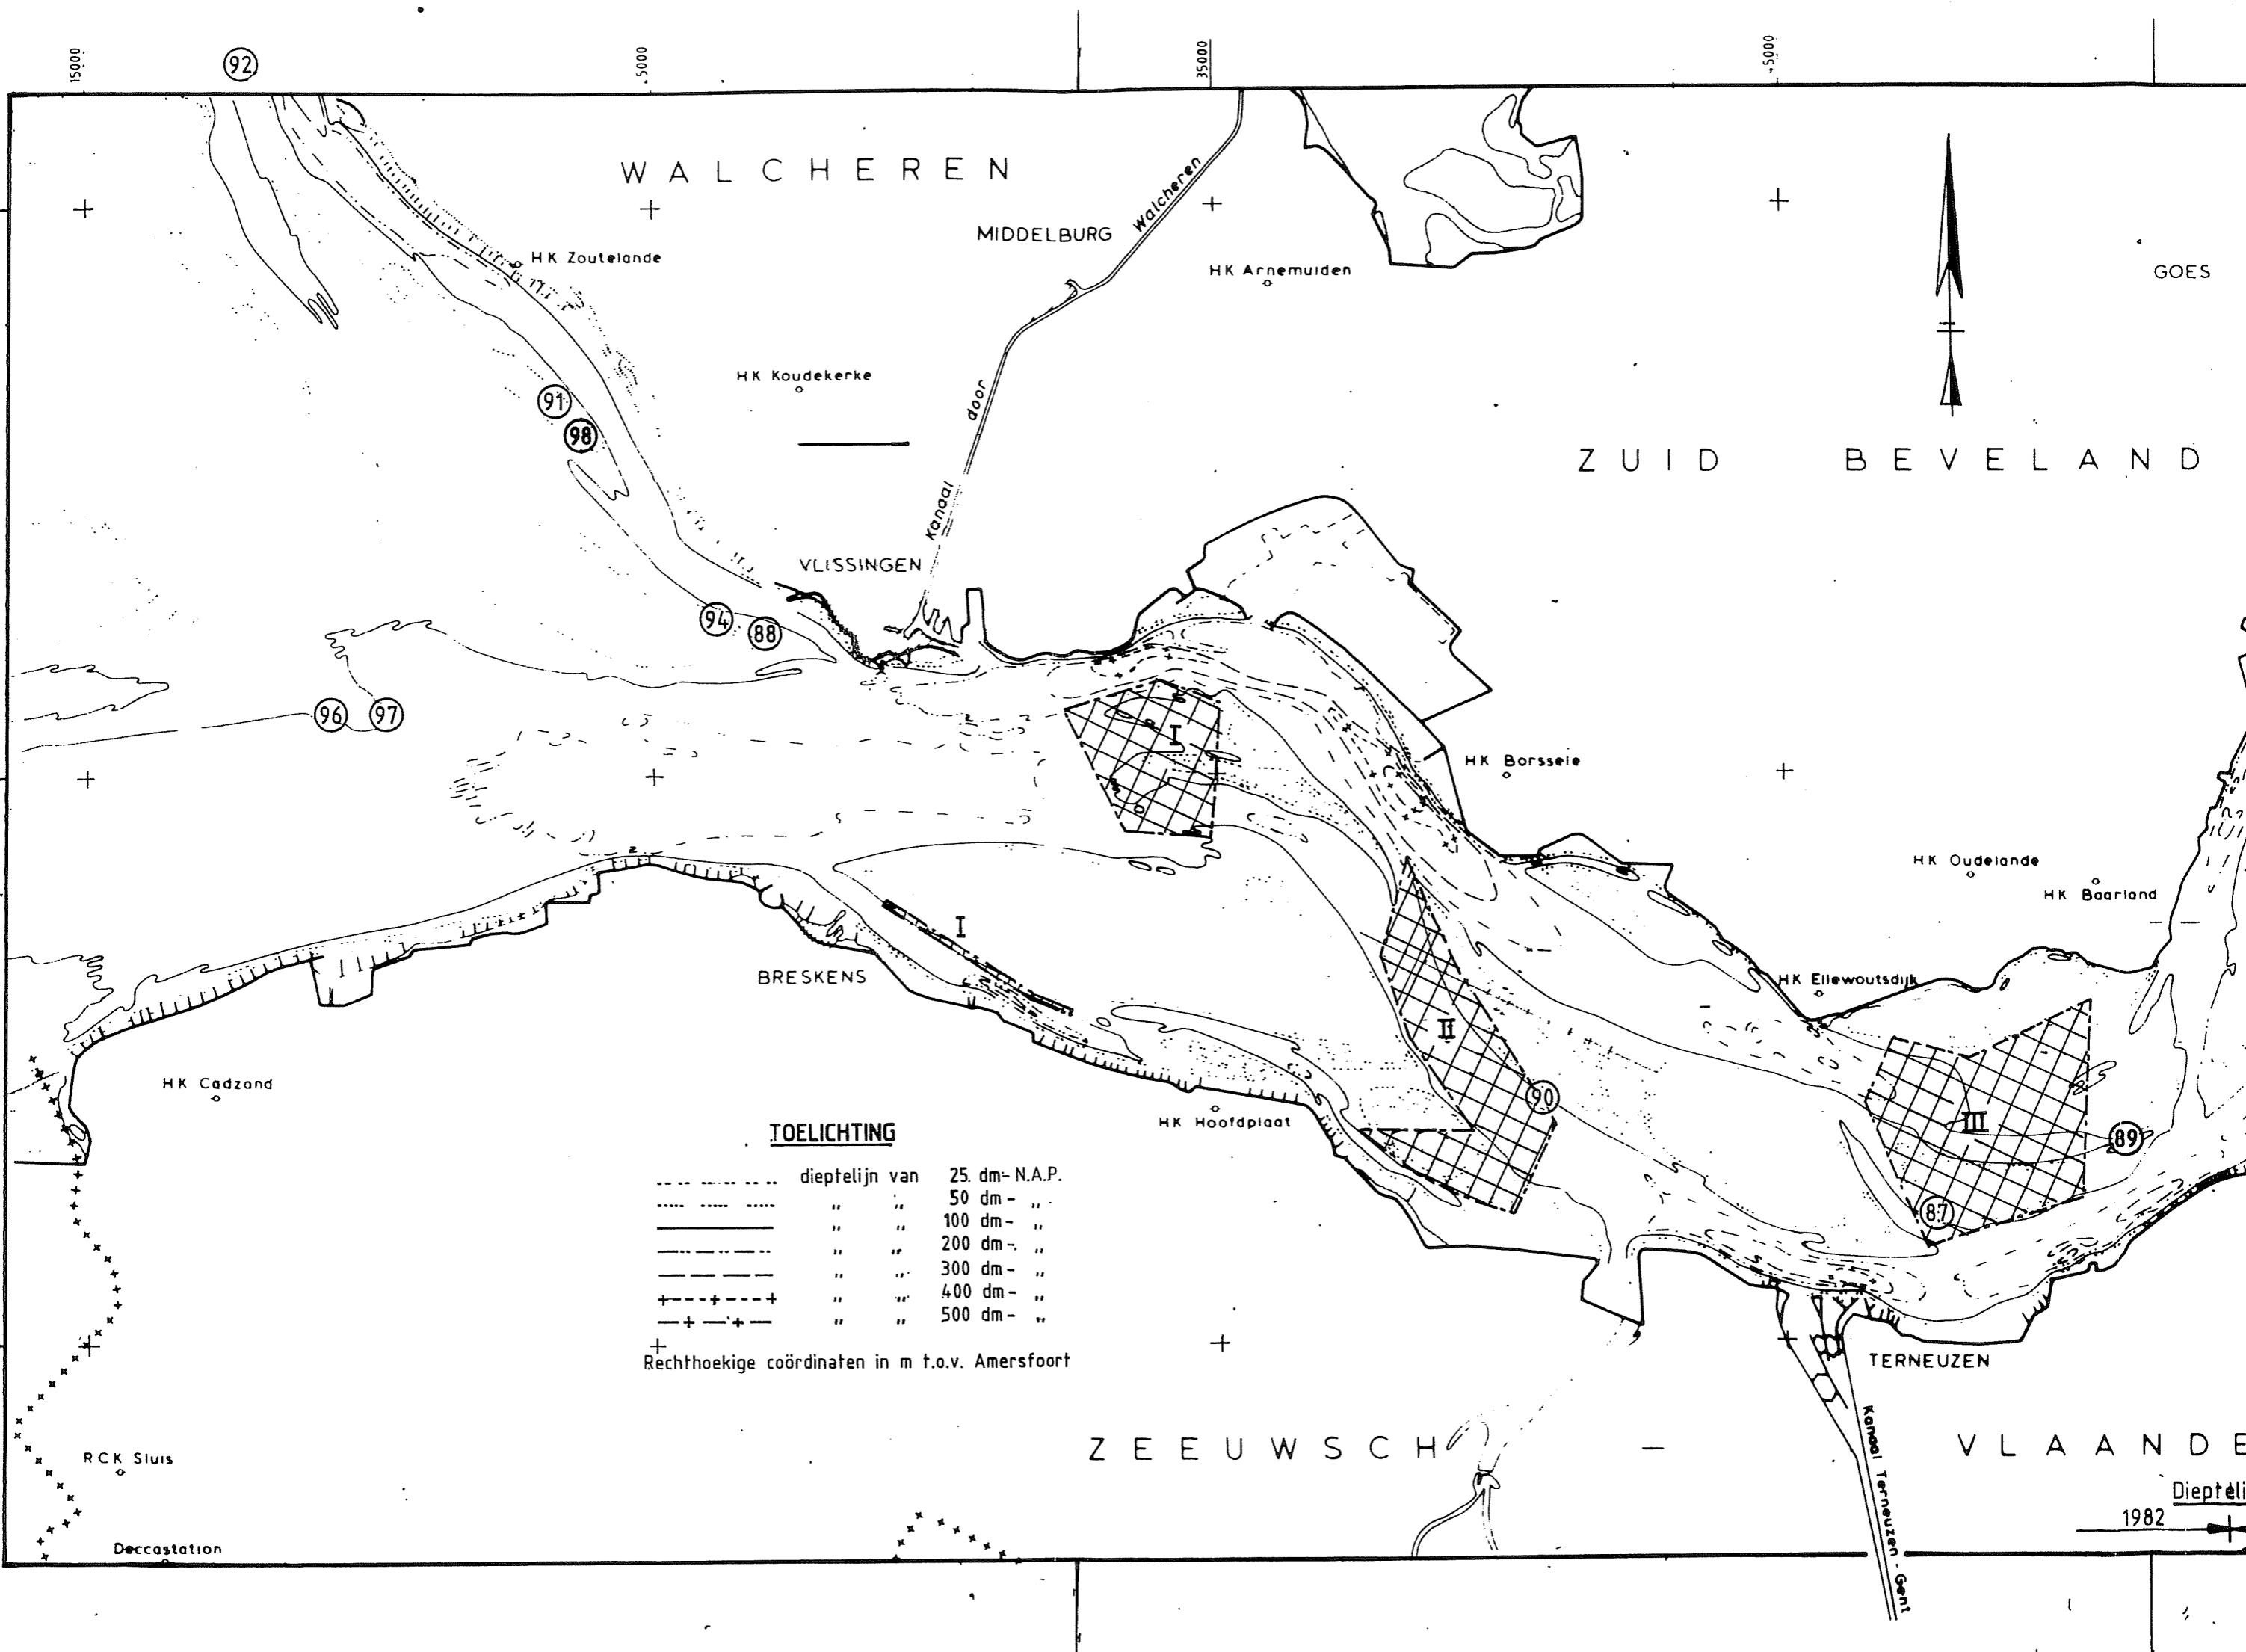 15000
5000
35000
-5000
92
WALCHEREN
MIDDELBURG
Kanaal door Walcheren
HK Zoutelande
HK Arnemuiden
GOES
HK Koudekerke
91
98
ZUID BEVELAND
VLISSINGEN
94
88
96
97
I
HK Borssele
HK Oudelande
HK Baarland
I
BRESKENS
HK Ellewoutsdijk
II
HK Cadzand
90
HK Hoofdplaat
III
89
87
TOELICHTING
dieptelijn van 25. dm- N.A.P.
" " 50 dm - "
" " 100 dm- "
" " 200 dm-. "
" " 300 dm- "
" " 400 dm- "
" " 500 dm- "
Rechthoekige coördinaten in m t.o.v. Amersfoort
TERNEUZEN
Kanaal Terneuzen - Gent
ZEEUWSCH - VLAANDE
RCK Sluis
Diepteli
1982
Deccastation